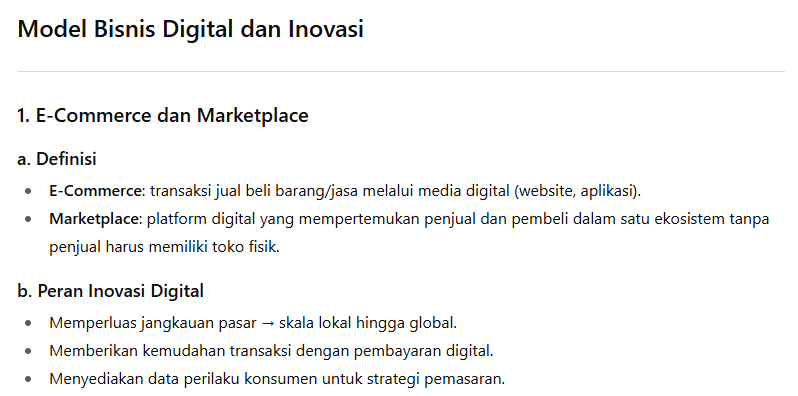 Model Bisnis Digital dan Inovasi
1. E-Commerce dan Marketplace
a. Definisi
• E-Commerce: transaksi jual beli barang/jasa melalui media digital (website, aplikasi).
• Marketplace: platform digital yang mempertemukan penjual dan pembeli dalam satu ekosistem tanpa
penjual harus memiliki toko fisik.
b. Peran Inovasi Digital
• Memperluas jangkauan pasar → skala lokal hingga global.
• Memberikan kemudahan transaksi dengan pembayaran digital.
• Menyediakan data perilaku konsumen untuk strategi pemasaran.